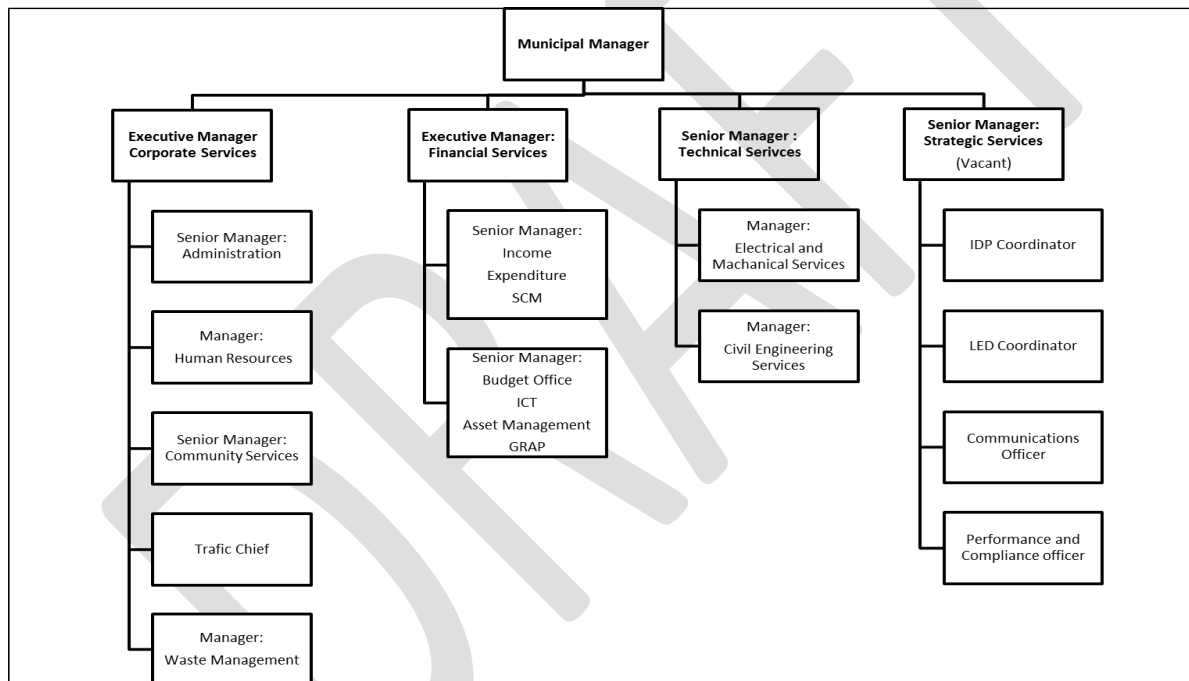 Municipal Manager
Executive Manager
Corporate Services
Senior Manager:
Administration
Manager:
Human Resources
Senior Manager:
Community Services
Trafic Chief
Manager:
Waste Management
Executive Manager:
Financial Services
Senior Manager:
Income
Expenditure
SCM
Senior Manager:
Budget Office
ICT
Asset Management
GRAP
Senior Manager :
Technical Serivces
Manager:
Electrical and
Machanical Services
Manager:
Civil Engineering
Services
Senior Manager:
Strategic Services
(Vacant)
IDP Coordinator
LED Coordinator
Communications
Officer
Performance and
Compliance officer
DRAFT